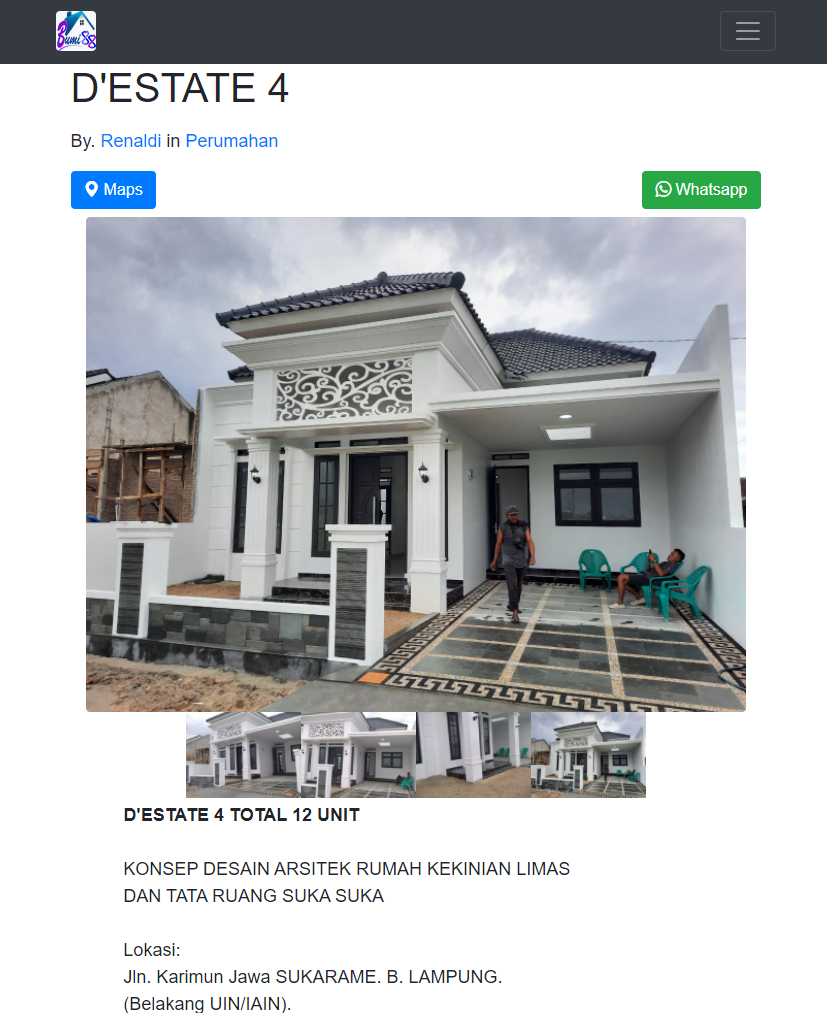 Bumi 88
D'ESTATE 4
By. Renaldi in Perumahan
Maps
Whatsapp
D'ESTATE 4 TOTAL 12 UNIT
KONSEP DESAIN ARSITEK RUMAH KEKINIAN LIMAS
DAN TATA RUANG SUKA SUKA
Lokasi:
Jln. Karimun Jawa SUKARAME. B. LAMPUNG.
(Belakang UIN/IAIN).